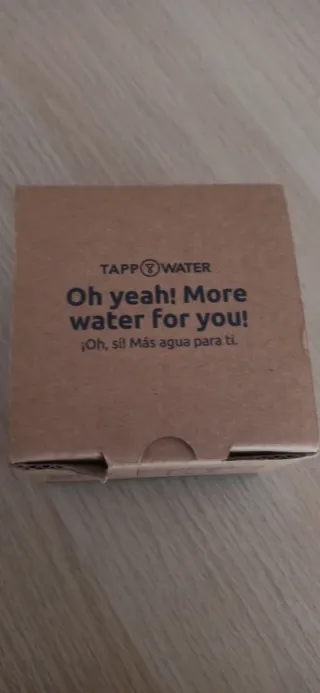 TAPP WATER
Oh yeah! More
water for you!
¡Oh, sí! Más agua para ti.